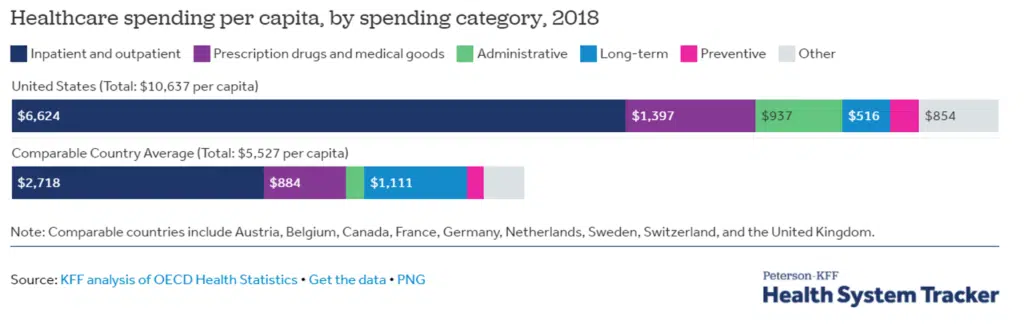 Healthcare spending per capita, by spending category, 2018
Inpatient and outpatient Prescription drugs and medical goods Administrative Long-term Preventive Other
United States (Total: $10,637 per capita)
$6,624 $1,397 $937 $516 $854
Comparable Country Average (Total: $5,527 per capita)
$2,718 $884 $1,111
Note: Comparable countries include Austria, Belgium, Canada, France, Germany, Netherlands, Sweden, Switzerland, and the United Kingdom.
Source: KFF analysis of OECD Health Statistics • Get the data • PNG
Peterson-KFF
Health System Tracker